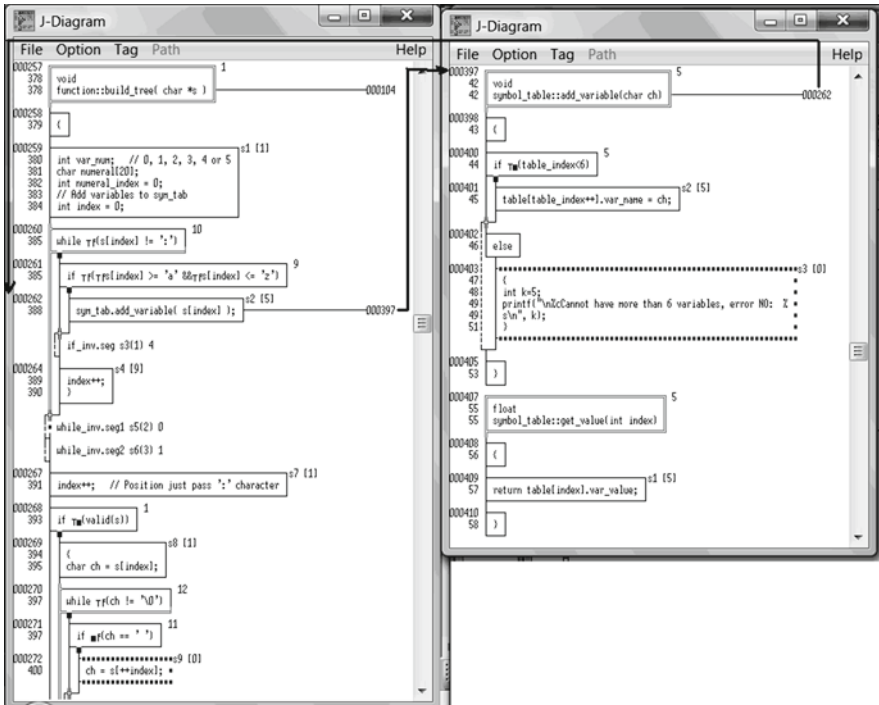 J-Diagram
File Option Tag Path Help
000257 1
378 void
378 function::build_tree( char *s ) 000104
000258
379 {
000259 s1 [1]
380 int var_num; // 0, 1, 2, 3, 4 or 5
381 char numeral[20];
382 int numeral_index = 0;
383 // Add variables to sym_tab
384 int index = 0;
000260 10
385 while TF(s[index] != ':')
000261 9
385 if TF(TFs[index] >= 'a' &&TFs[index] <= 'z')
000262 s2 [5]
388 sym_tab.add_variable( s[index] ); 000397
if_inv.seg s3(1) 4
000264 s4 [9]
389 index++;
390 }
while_inv.seg1 s5(2) 0
while_inv.seg2 s6(3) 1
000267 s7 [1]
391 index++; // Position just pass ':' character
000268 1
393 if T■(valid(s))
000269 s8 [1]
394 {
395 char ch = s[index];
000270 12
397 while TF(ch != '\0')
000271 11
397 if ■F(ch == ' ')
000272 s9 [0]
400 ch = s[++index];
J-Diagram
File Option Tag Path Help
000397 5
42 void
42 symbol_table::add_variable(char ch) 000262
000398
43 {
000400 5
44 if T■(table_index<6)
000401 s2 [5]
45 table[table_index++].var_name = ch;
000402
46 else
000403 s3 [0]
47 {
48 int k=5;
49 printf("\n%cCannot have more than 6 variables, error NO: %
49 s\n", k);
51 }
000405
53 }
000407 5
55 float
55 symbol_table::get_value(int index)
000408
56 {
000409 s1 [5]
57 return table[index].var_value;
000410
58 }